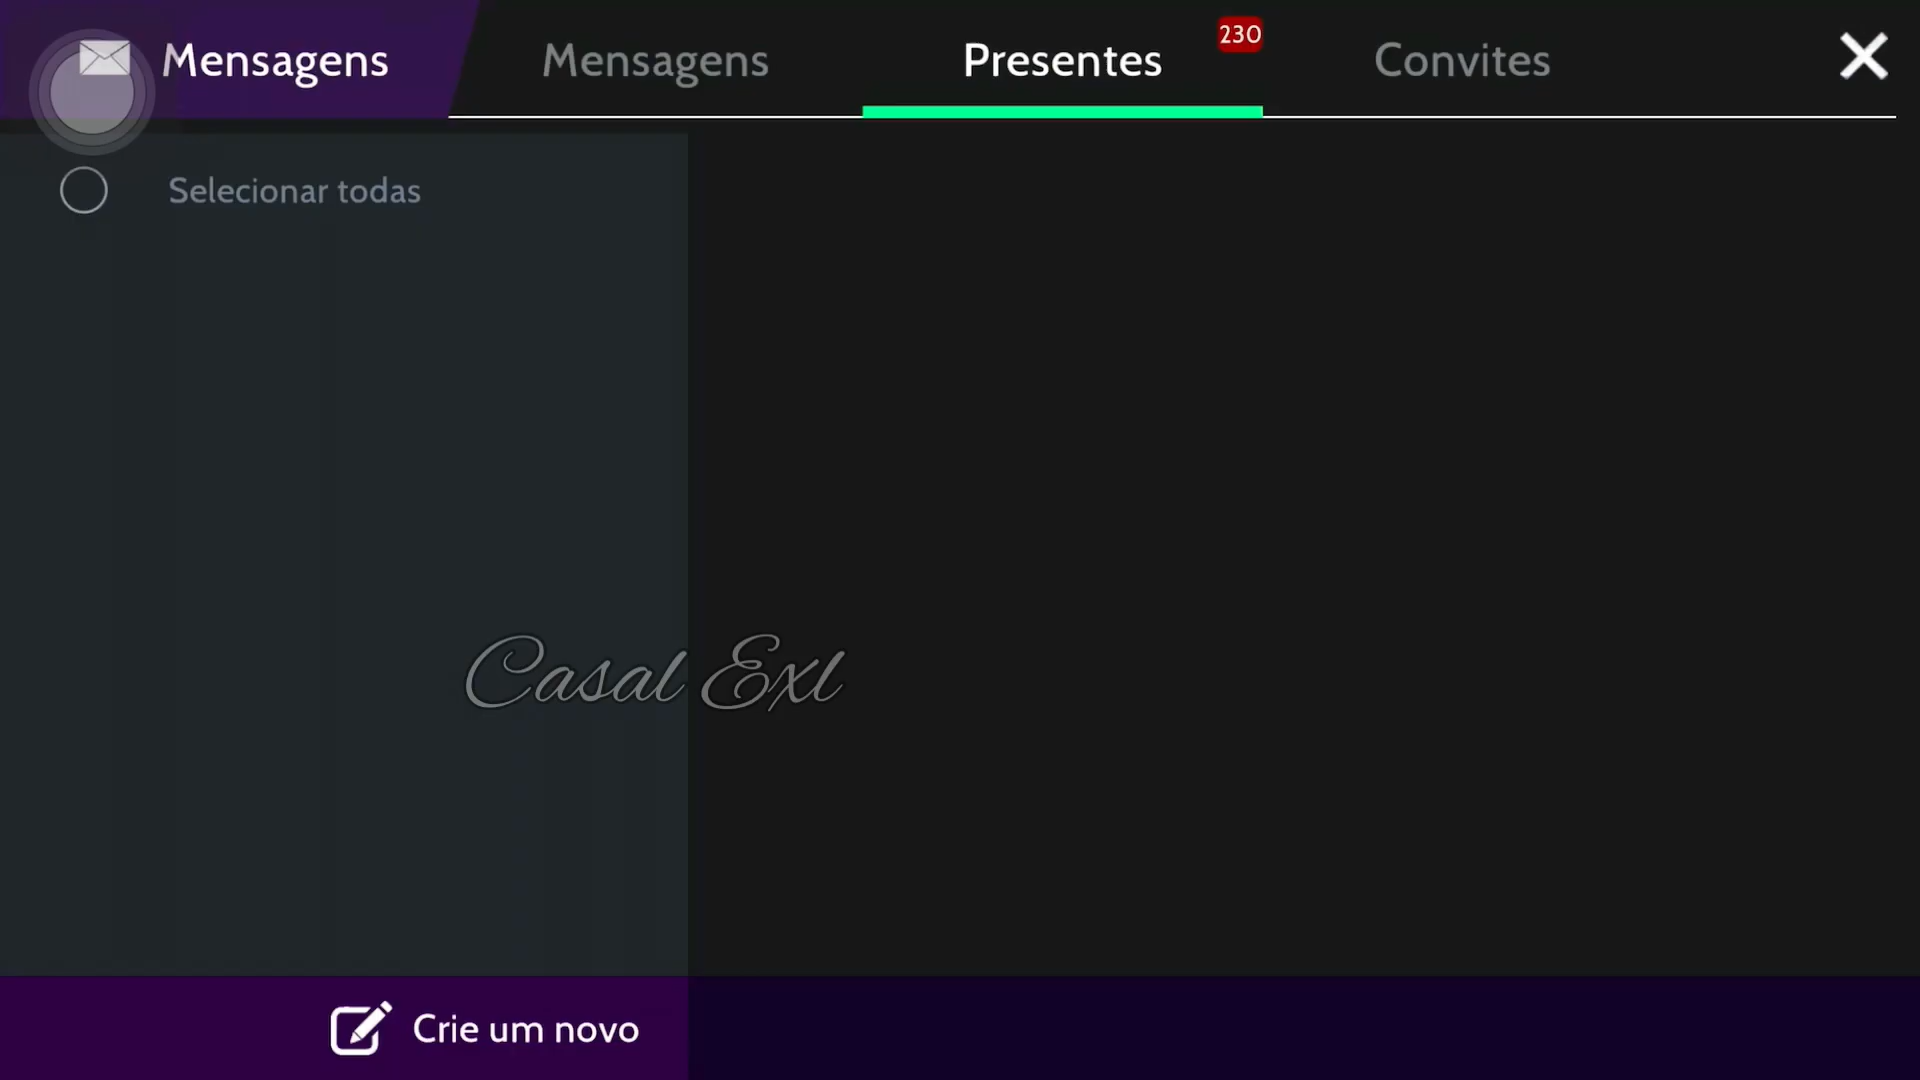 Mensagens
Mensagens
Presentes
230
Convites
Selecionar todas
Casal Exl
Crie um novo